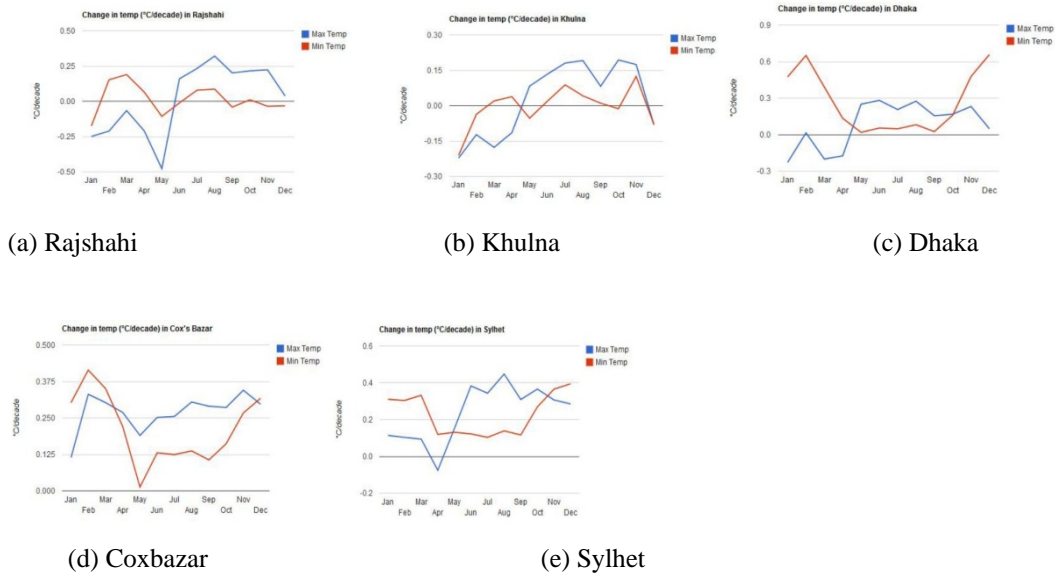 Change in temp (°C/decade) in Rajshahi
Max Temp
Min Temp
0.50
0.25
0.00
-0.25
-0.50
°C/decade
Jan Mar May Jul Sep Nov
Feb Apr Jun Aug Oct Dec
(a) Rajshahi
Change in temp (°C/decade) in Khulna
Max Temp
Min Temp
0.30
0.15
0.00
-0.15
-0.30
°C/decade
Jan Mar May Jul Sep Nov
Feb Apr Jun Aug Oct Dec
(b) Khulna
Change in temp (°C/decade) in Dhaka
Max Temp
Min Temp
0.9
0.6
0.3
0.0
-0.3
°C/decade
Jan Mar May Jul Sep Nov
Feb Apr Jun Aug Oct Dec
(c) Dhaka
Change in temp (°C/decade) in Cox's Bazar
Max Temp
Min Temp
0.500
0.375
0.250
0.125
0.000
°C/decade
Jan Mar May Jul Sep Nov
Feb Apr Jun Aug Oct Dec
(d) Coxbazar
Change in temp (°C/decade) in Sylhet
Max Temp
Min Temp
0.6
0.4
0.2
0.0
-0.2
°C/decade
Jan Mar May Jul Sep Nov
Feb Apr Jun Aug Oct Dec
(e) Sylhet